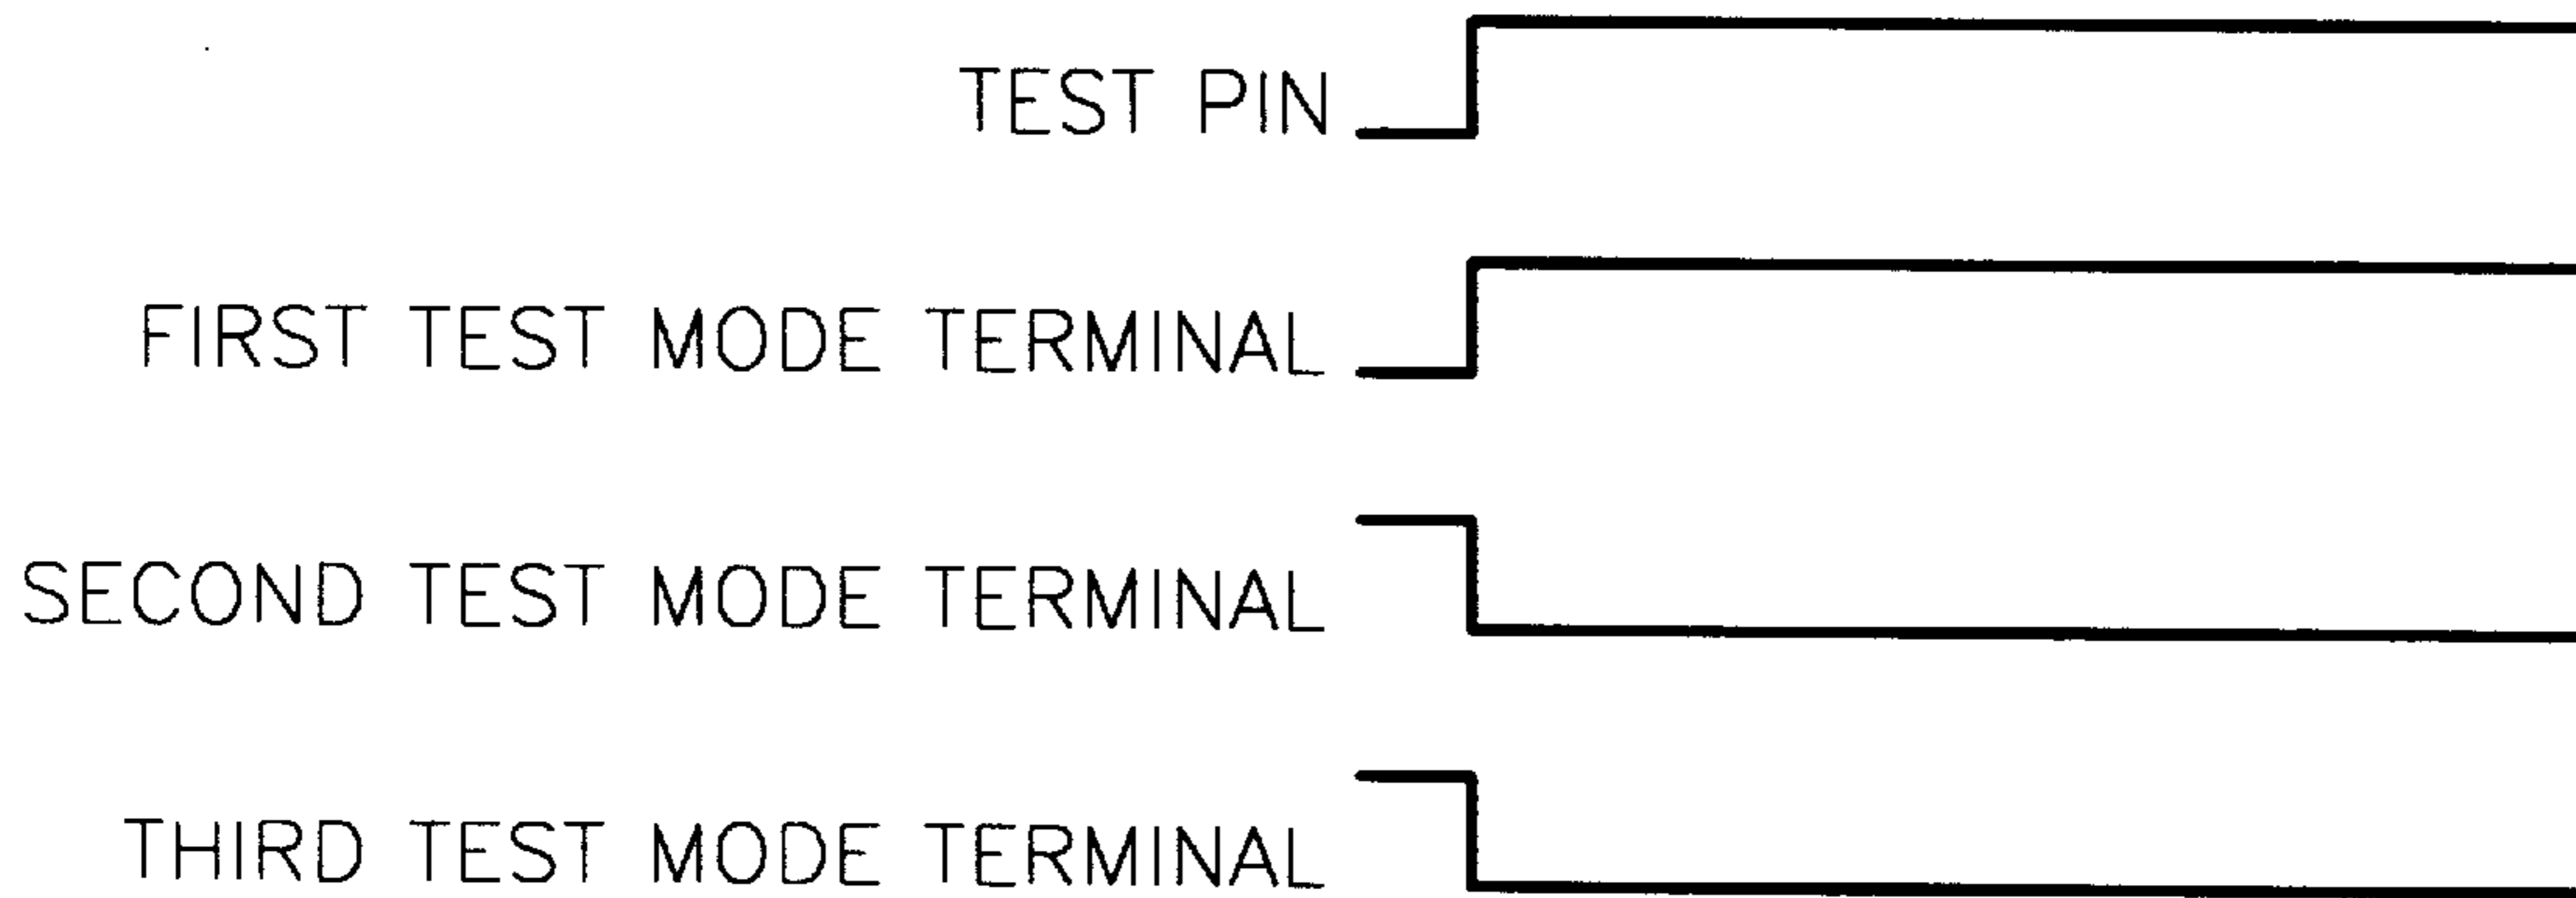 TEST PIN
FIRST TEST MODE TERMINAL
SECOND TEST MODE TERMINAL
THIRD TEST MODE TERMINAL